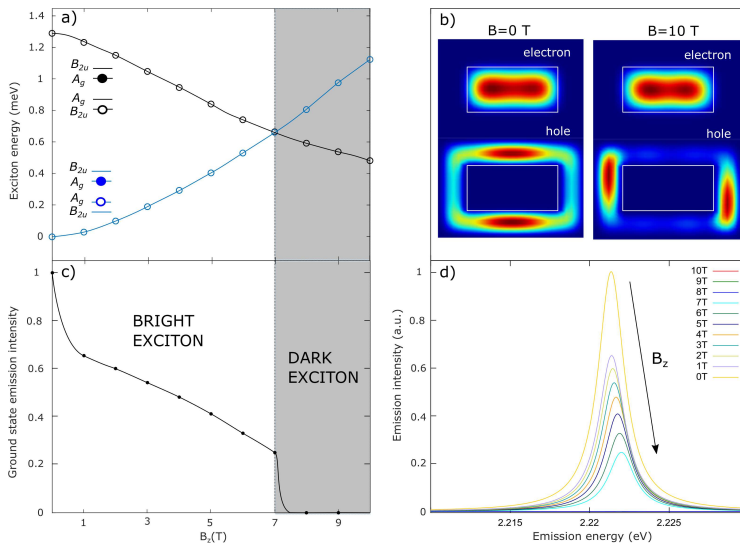 a)
1.4
1.2
1
0.8
0.6
0.4
0.2
0
Exciton energy (meV)
B2u
Ag
Ag
B2u
B2u
Ag
Ag
B2u
b)
B=0 T
B=10 T
electron
electron
hole
hole
c)
1
0.8
0.6
0.4
0.2
0
Ground state emission intensity
BRIGHT
EXCITON
DARK
EXCITON
1
3
5
7
9
Bz(T)
d)
1
0.8
0.6
0.4
0.2
0
Emission intensity (a.u.)
Bz
10T
9T
8T
7T
6T
5T
4T
3T
2T
1T
0T
2.215
2.22
2.225
Emission energy (eV)